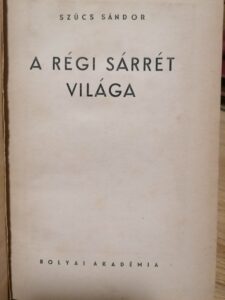 SZŰCS SÁNDOR
A RÉGI SÁRRÉT
VILÁGA
BOLYAI AKADÉMIA